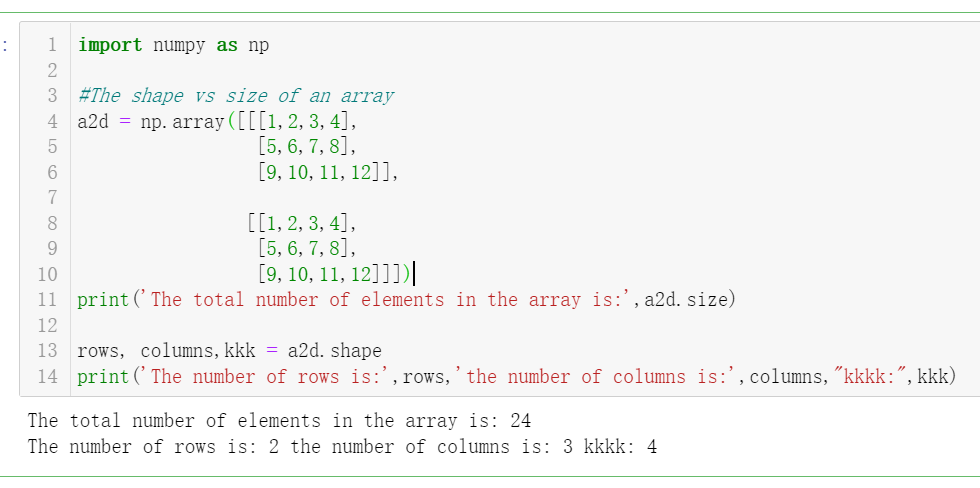 :
1 import numpy as np
2
3 #The shape vs size of an array
4 a2d = np.array([[[1,2,3,4],
5 [5,6,7,8],
6 [9,10,11,12]],
7
8 [[1,2,3,4],
9 [5,6,7,8],
10 [9,10,11,12]]])
11 print('The total number of elements in the array is:',a2d.size)
12
13 rows, columns,kkk = a2d.shape
14 print('The number of rows is:',rows,'the number of columns is:',columns,"kkkk:",kkk)
The total number of elements in the array is: 24
The number of rows is: 2 the number of columns is: 3 kkkk: 4